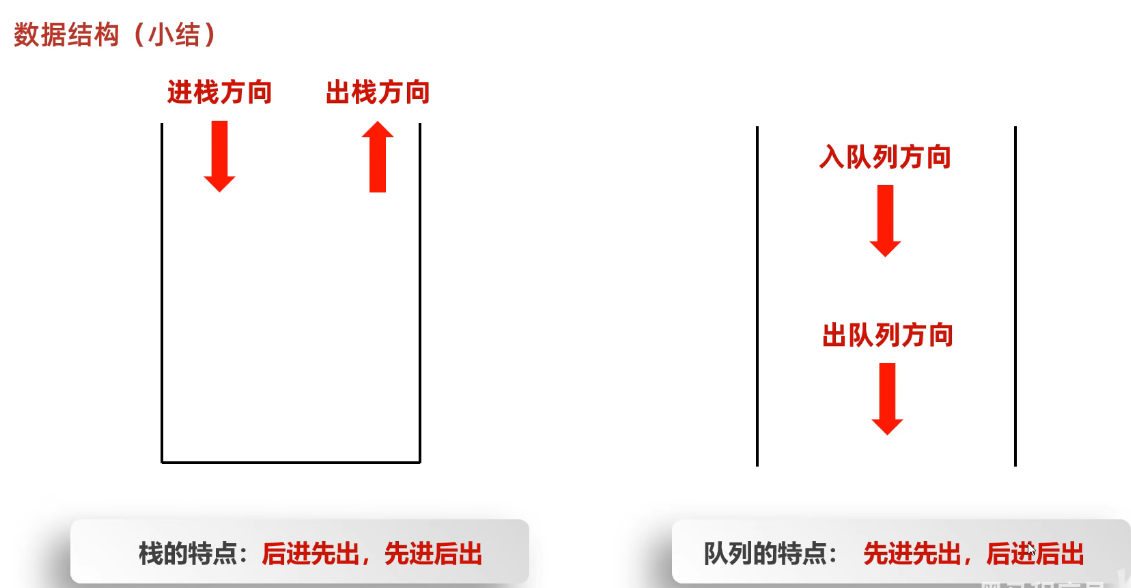 数据结构（小结）
进栈方向 出栈方向
入队列方向
出队列方向
栈的特点：后进先出，先进后出
队列的特点： 先进先出，后进后出